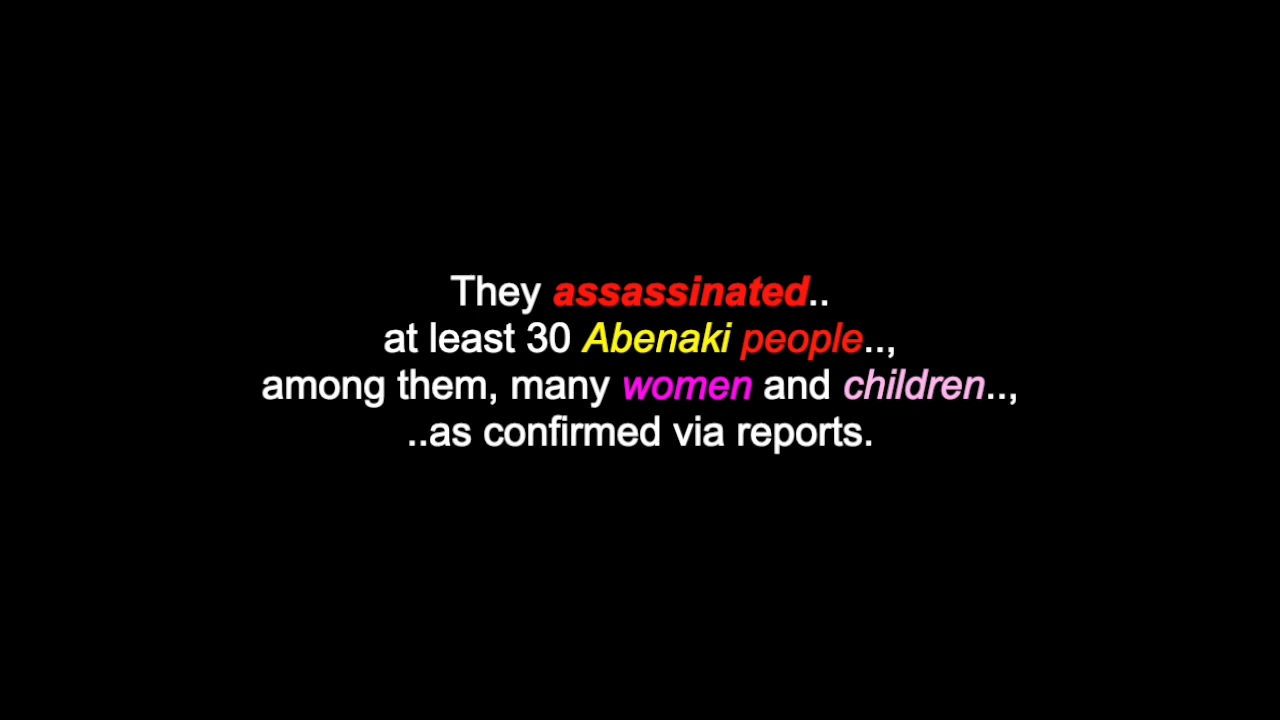 They assassinated..
at least 30 Abenaki people..,
among them, many women and children..,
..as confirmed via reports.